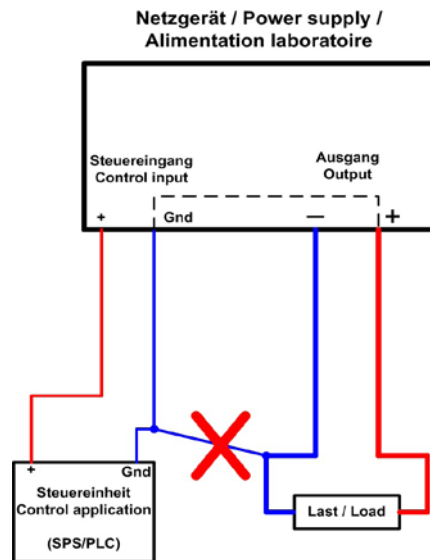 Netzgerät / Power supply /
Alimentation laboratoire
Steuereingang
Control input
Ausgang
Output
+
Gnd
—
+
+
Gnd
Steuereinheit
Control application
(SPS/PLC)
Last / Load